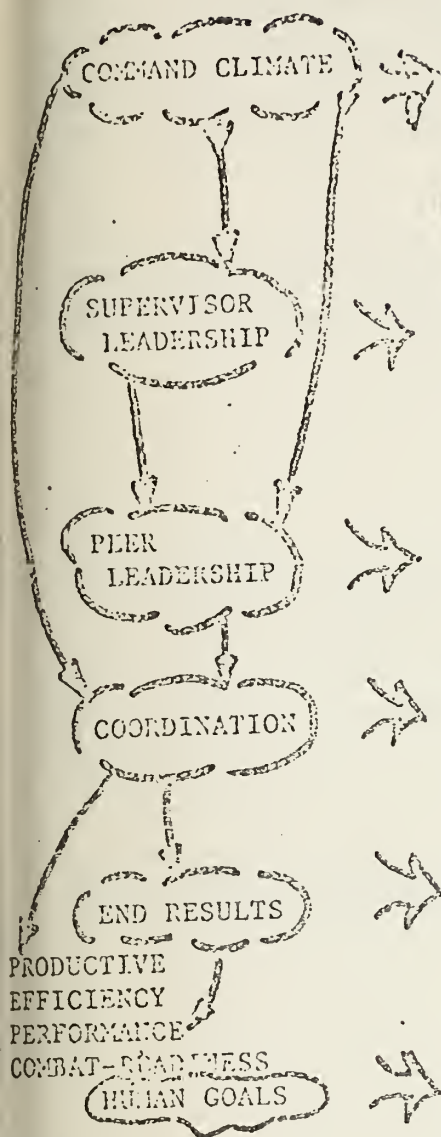 COMMAND CLIMATE
SUPERVISOR
LEADERSHIP
PEER
LEADERSHIP
COORDINATION
END RESULTS
PRODUCTIVE
EFFICIENCY
PERFORMANCE
COMBAT-READINESS
HUMAN GOALS